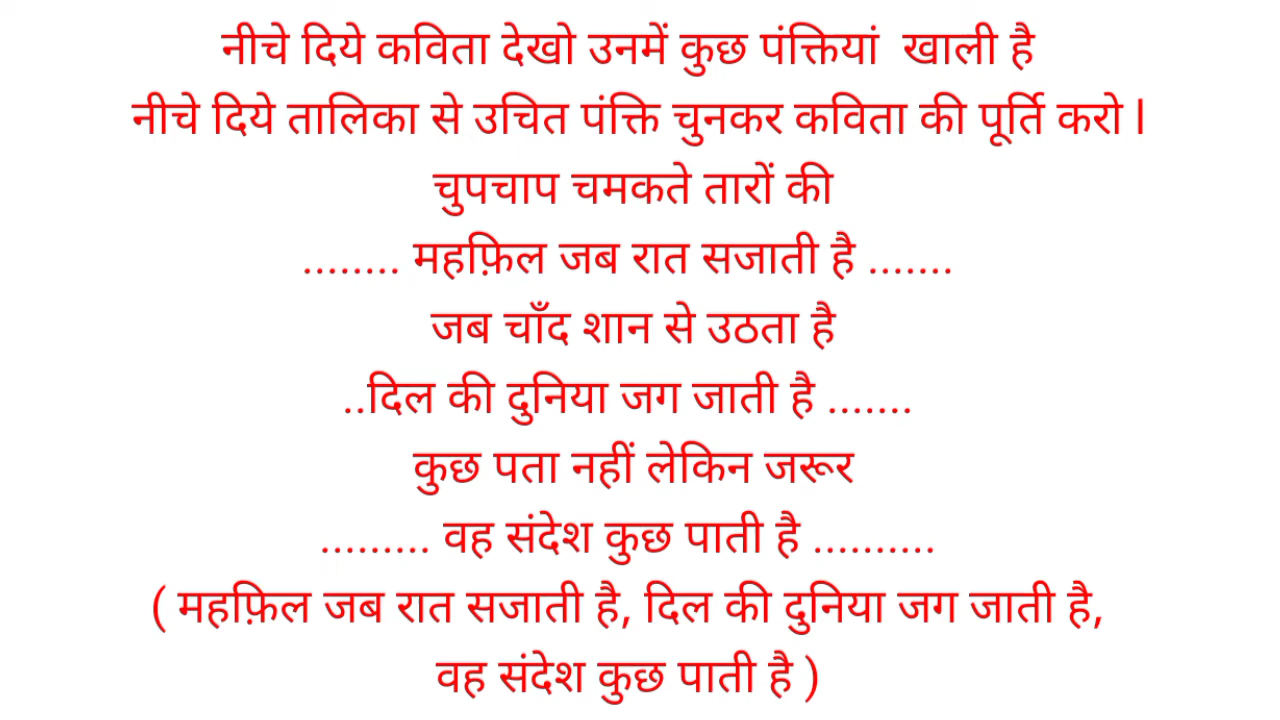 नीचे दिये कविता देखो उनमें कुछ पंक्तियां खाली है
नीचे दिये तालिका से उचित पंक्ति चुनकर कविता की पूर्ति करो l
चुपचाप चमकते तारों की
........ महफ़िल जब रात सजाती है .......
जब चाँद शान से उठता है
..दिल की दुनिया जग जाती है .......
कुछ पता नहीं लेकिन जरूर
......... वह संदेश कुछ पाती है ..........
( महफ़िल जब रात सजाती है, दिल की दुनिया जग जाती है,
वह संदेश कुछ पाती है )